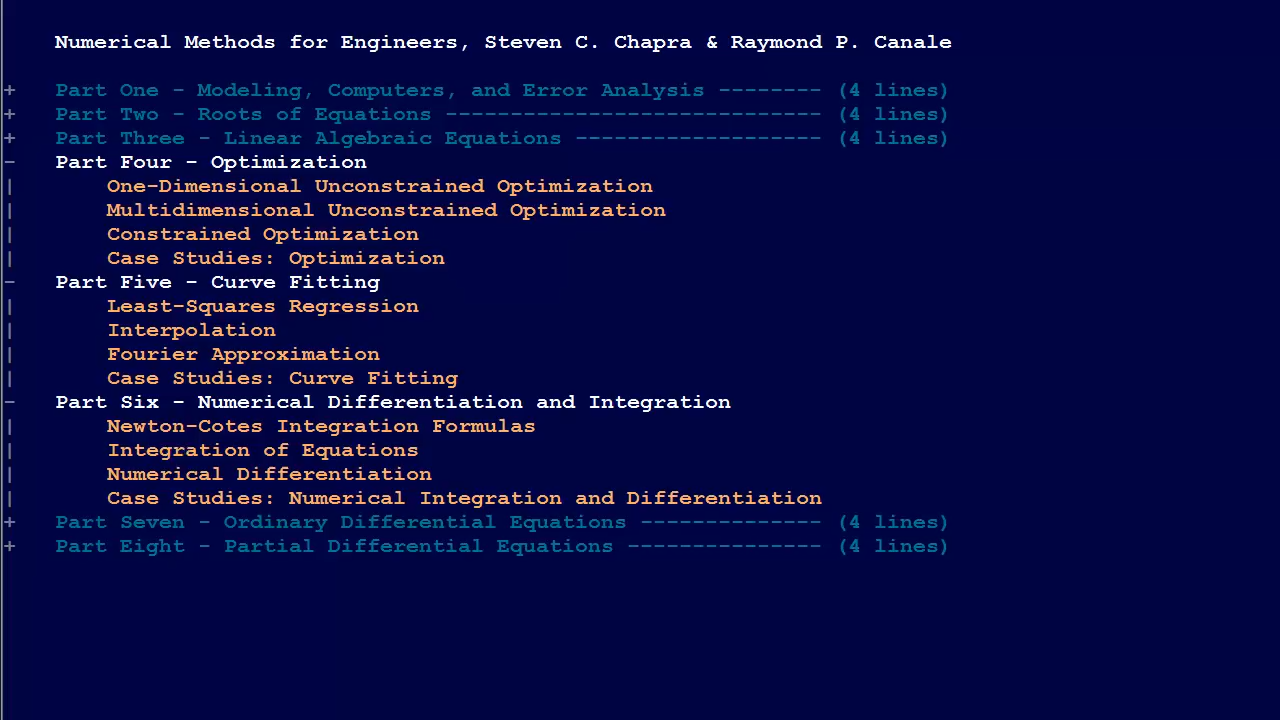 Numerical Methods for Engineers, Steven C. Chapra & Raymond P. Canale
+ Part One - Modeling, Computers, and Error Analysis -------- (4 lines)
+ Part Two - Roots of Equations ----------------------------- (4 lines)
+ Part Three - Linear Algebraic Equations ------------------- (4 lines)
- Part Four - Optimization
| One-Dimensional Unconstrained Optimization
| Multidimensional Unconstrained Optimization
| Constrained Optimization
| Case Studies: Optimization
- Part Five - Curve Fitting
| Least-Squares Regression
| Interpolation
| Fourier Approximation
| Case Studies: Curve Fitting
- Part Six - Numerical Differentiation and Integration
| Newton-Cotes Integration Formulas
| Integration of Equations
| Numerical Differentiation
| Case Studies: Numerical Integration and Differentiation
+ Part Seven - Ordinary Differential Equations -------------- (4 lines)
+ Part Eight - Partial Differential Equations --------------- (4 lines)